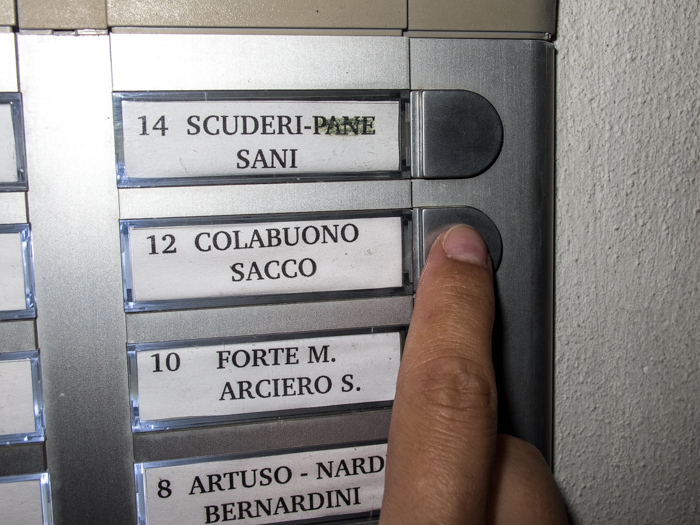 14 SCUDERI-PANE
SANI
12 COLABUONO
SACCO
10 FORTE M.
ARCIERO S.
8 ARTUSO - NARD
BERNARDINI